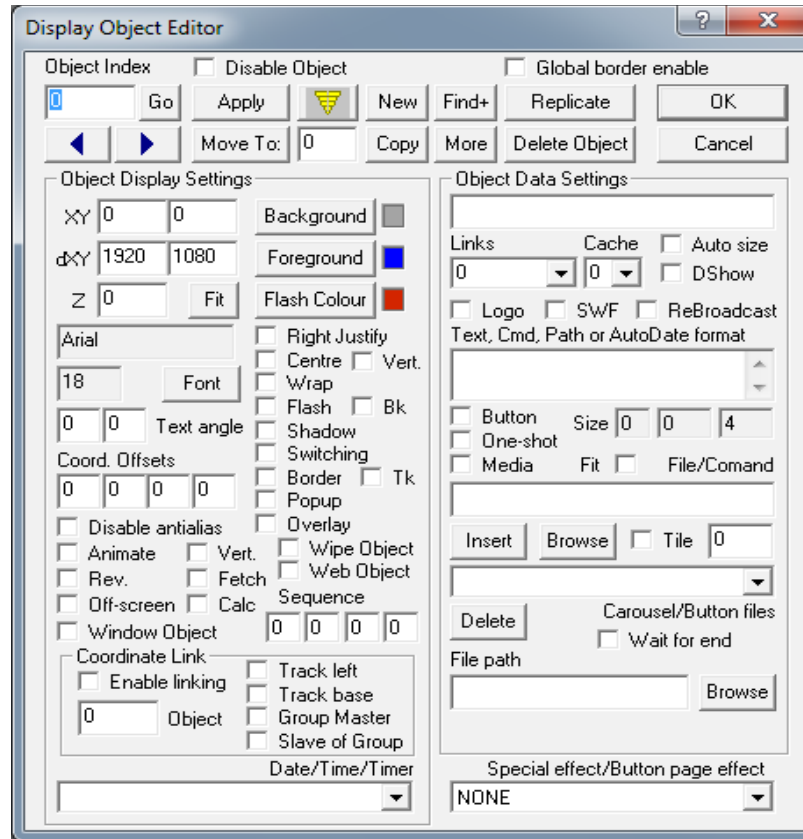 Display Object Editor ?
Object Index Disable Object Global border enable
0 Go Apply New Find+ Replicate OK
Move To: 0 Copy More Delete Object Cancel
Object Display Settings
XY 0 0 Background
dXY 1920 1080 Foreground
Z 0 Fit Flash Colour
Arial
18 Font
0 0 Text angle
Coord. Offsets
0 0 0 0
Right Justify
Centre Vert.
Wrap
Flash Bk
Shadow
Switching
Border Tk
Popup
Overlay
Disable antialias
Animate Vert. Wipe Object
Rev. Fetch Web Object
Off-screen Calc Sequence
Window Object 0 0 0 0
Coordinate Link
Enable linking
0 Object
Track left
Track base
Group Master
Slave of Group
Date/Time/Timer
Object Data Settings
Links Cache Auto size
0 0 DShow
Logo SWF ReBroadcast
Text, Cmd, Path or AutoDate format
Button Size 0 0 4
One-shot
Media Fit File/Comand
Insert Browse Tile 0
Delete Carousel/Button files
Wait for end
File path
Browse
Special effect/Button page effect
NONE